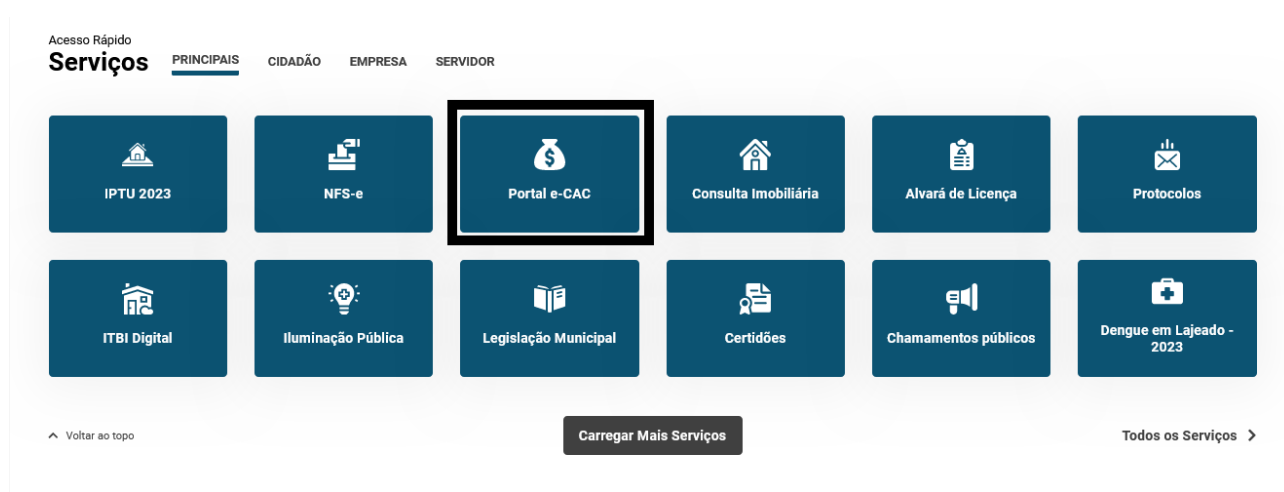 Acesso Rápido
Serviços PRINCIPAIS CIDADÃO EMPRESA SERVIDOR
IPTU 2023 NFS-e Portal e-CAC Consulta Imobiliária Alvará de Licença Protocolos
ITBI Digital Iluminação Pública Legislação Municipal Certidões Chamamentos públicos Dengue em Lajeado -
2023
Voltar ao topo Carregar Mais Serviços Todos os Serviços